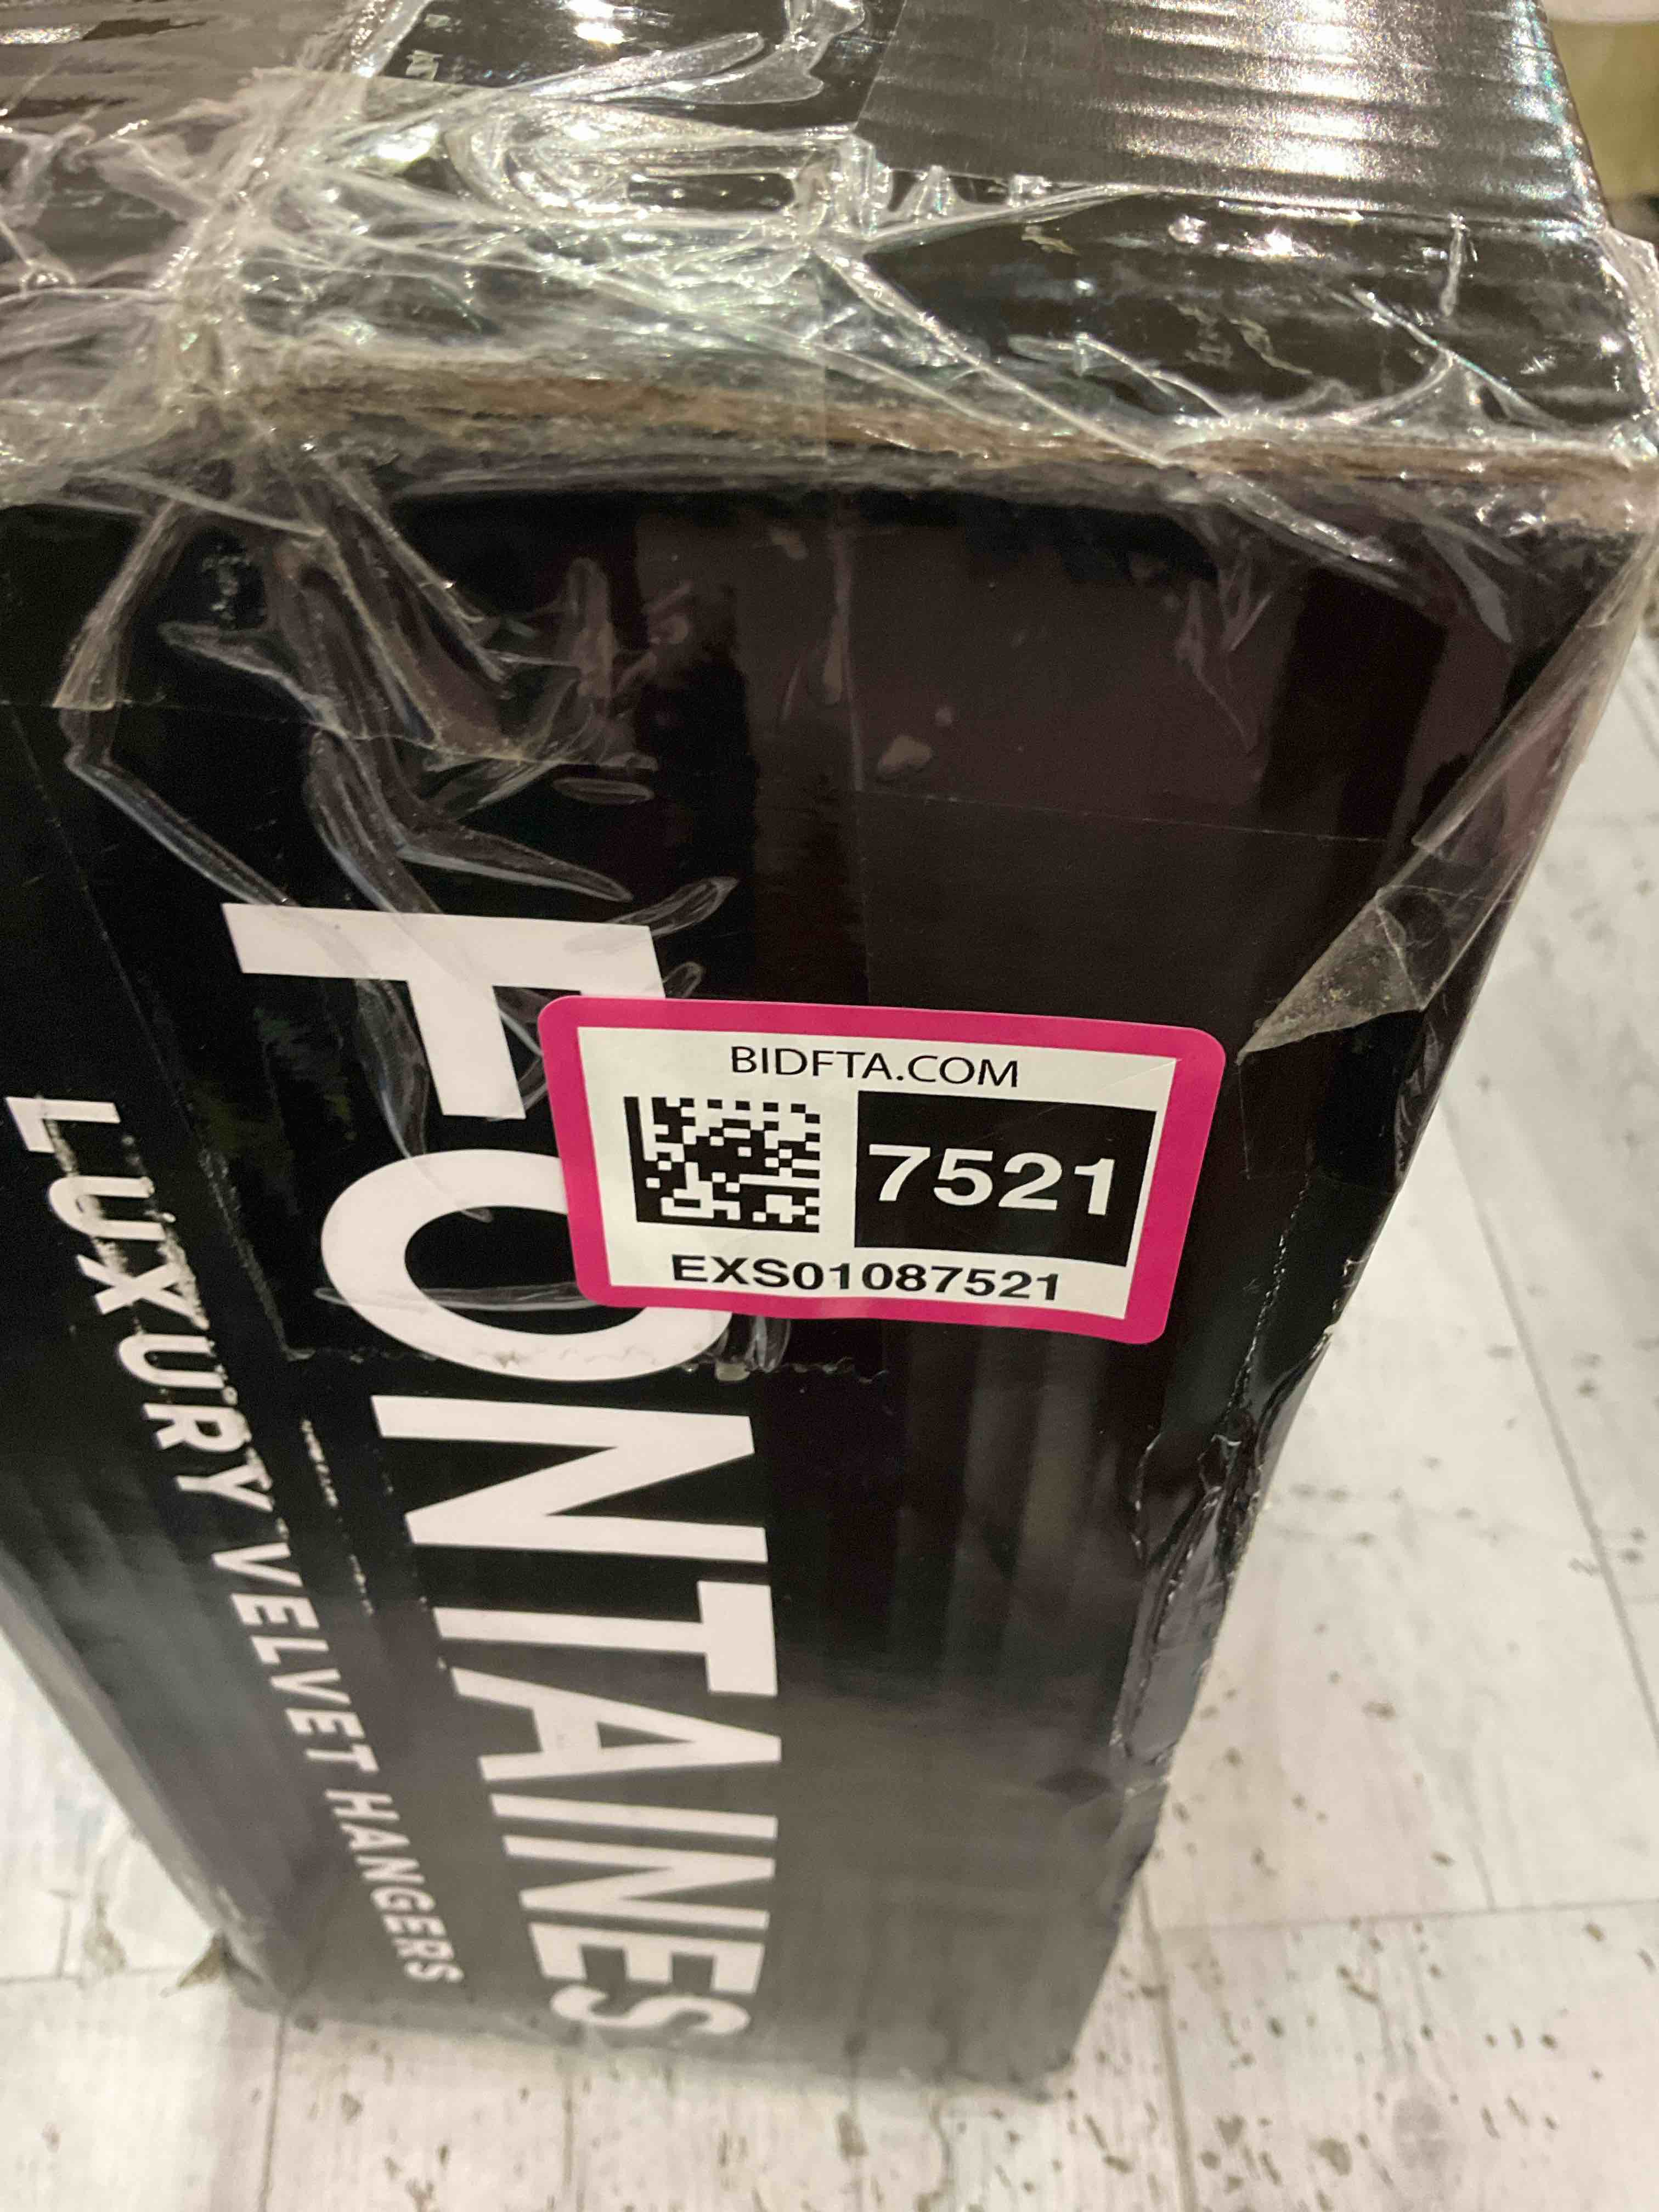 BIDFTA.COM
7521
EXS01087521
FONTAINES
LUXURY VELVET HANGERS